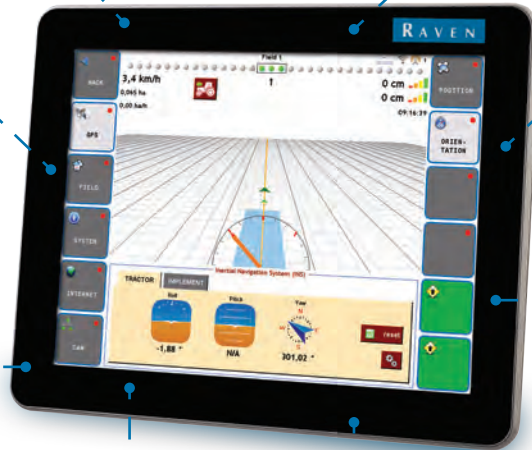 RAVEN
Field 1
3,4 km/h
0,065 ha
0,00 ha/h
0 cm
0 cm
09:16:39
BACK
GPS
YIELD
SYSTEM
INTERNET
CAN
POSITION
ORIEN-
TATION
Inertial Navigation System (INS)
TRACTOR
IMPLEMENT
Roll
Pitch
Yaw
N
S
-1,88 °
N/A
301,02 °
reset